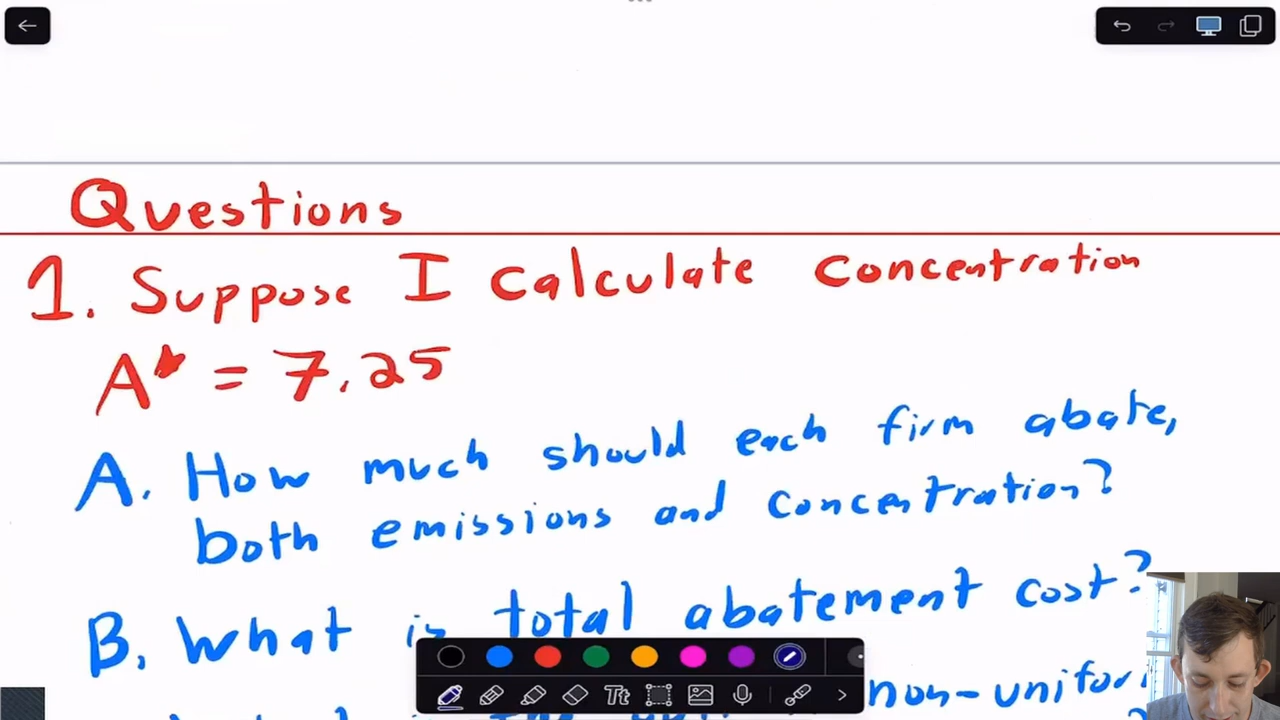 Questions
1. Suppose I calculate concentration
A* = 7.25
A. How much should each firm abate,
both emissions and concentration?
B. What is total abatement cost?
non-unifor
Tt